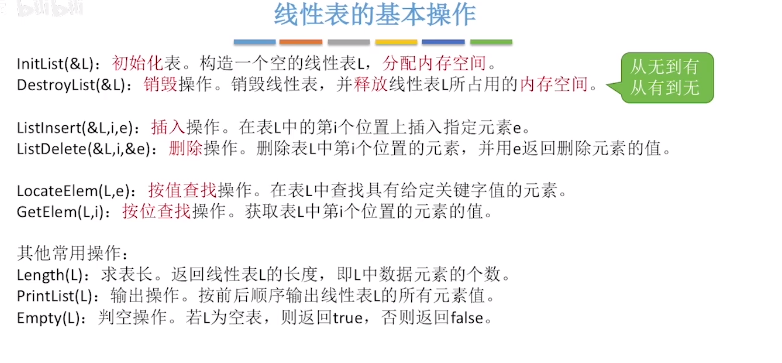 bilibili
线性表的基本操作
InitList(&L)：初始化表。构造一个空的线性表L，分配内存空间。
DestroyList(&L)：销毁操作。销毁线性表，并释放线性表L所占用的内存空间。
从无到有
从有到无
ListInsert(&L,i,e)：插入操作。在表L中的第i个位置上插入指定元素e。
ListDelete(&L,i,&e)：删除操作。删除表L中第i个位置的元素，并用e返回删除元素的值。
LocateElem(L,e)：按值查找操作。在表L中查找具有给定关键字值的元素。
GetElem(L,i)：按位查找操作。获取表L中第i个位置的元素的值。
其他常用操作：
Length(L)：求表长。返回线性表L的长度，即L中数据元素的个数。
PrintList(L)：输出操作。按前后顺序输出线性表L的所有元素值。
Empty(L)：判空操作。若L为空表，则返回true，否则返回false。